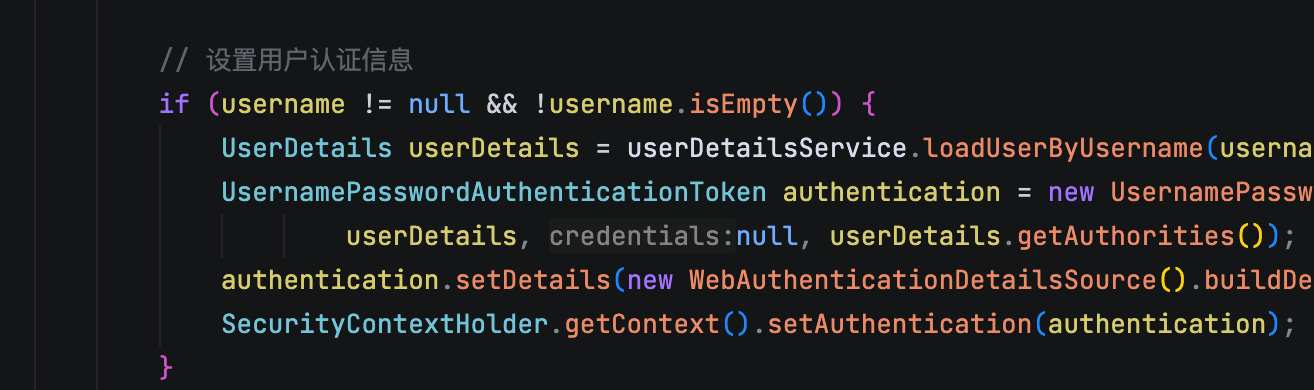 // 设置用户认证信息
if (username != null && !username.isEmpty()) {
UserDetails userDetails = userDetailsService.loadUserByUsername(userna
UsernamePasswordAuthenticationToken authentication = new UsernamePassw
userDetails, credentials:null, userDetails.getAuthorities());
authentication.setDetails(new WebAuthenticationDetailsSource().buildDe
SecurityContextHolder.getContext().setAuthentication(authentication);
}